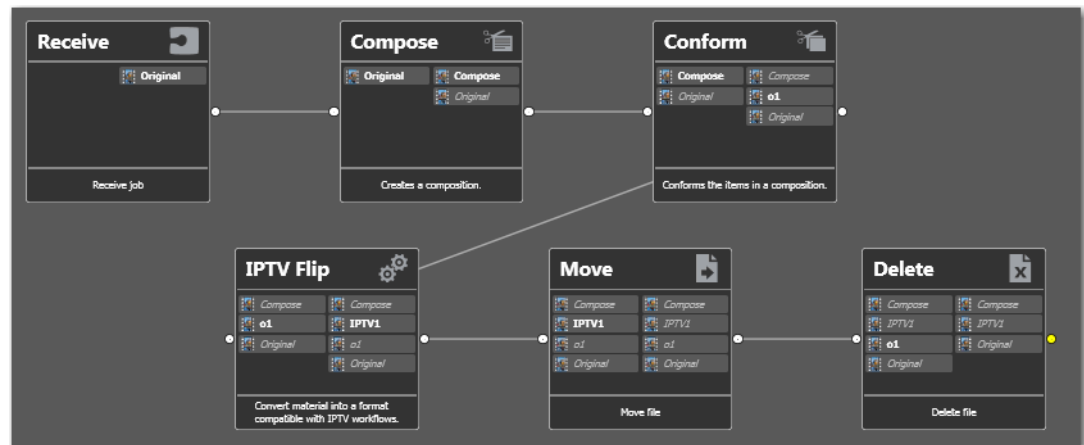 Receive
Original
Receive job
Compose
Original Compose
Original
Creates a composition.
Conform
Compose Compose
Original o1
Original
Conforms the items in a composition.
IPTV Flip
Compose Compose
o1 IPTV1
Original o1
Original
Convert material into a format
compatible with IPTV workflows.
Move
Compose Compose
IPTV1 IPTV1
o1 o1
Original Original
Move file
Delete
Compose Compose
IPTV1 IPTV1
o1 Original
Original
Delete file